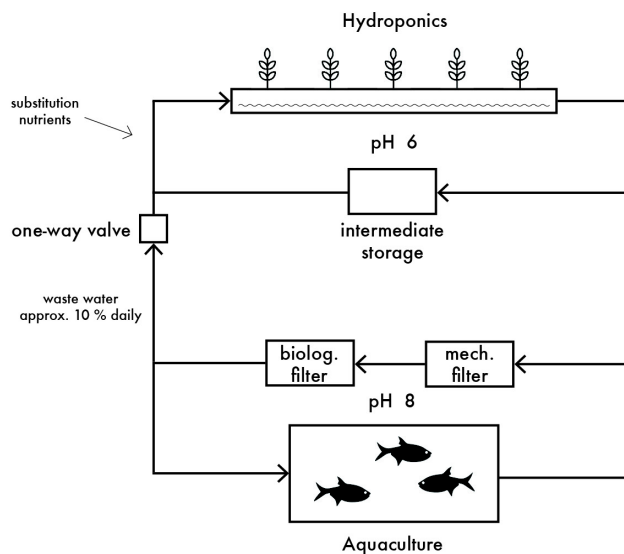 Hydroponics
substitution
nutrients
pH 6
one-way valve
intermediate
storage
waste water
approx. 10 % daily
biolog.
filter
mech.
filter
pH 8
Aquaculture